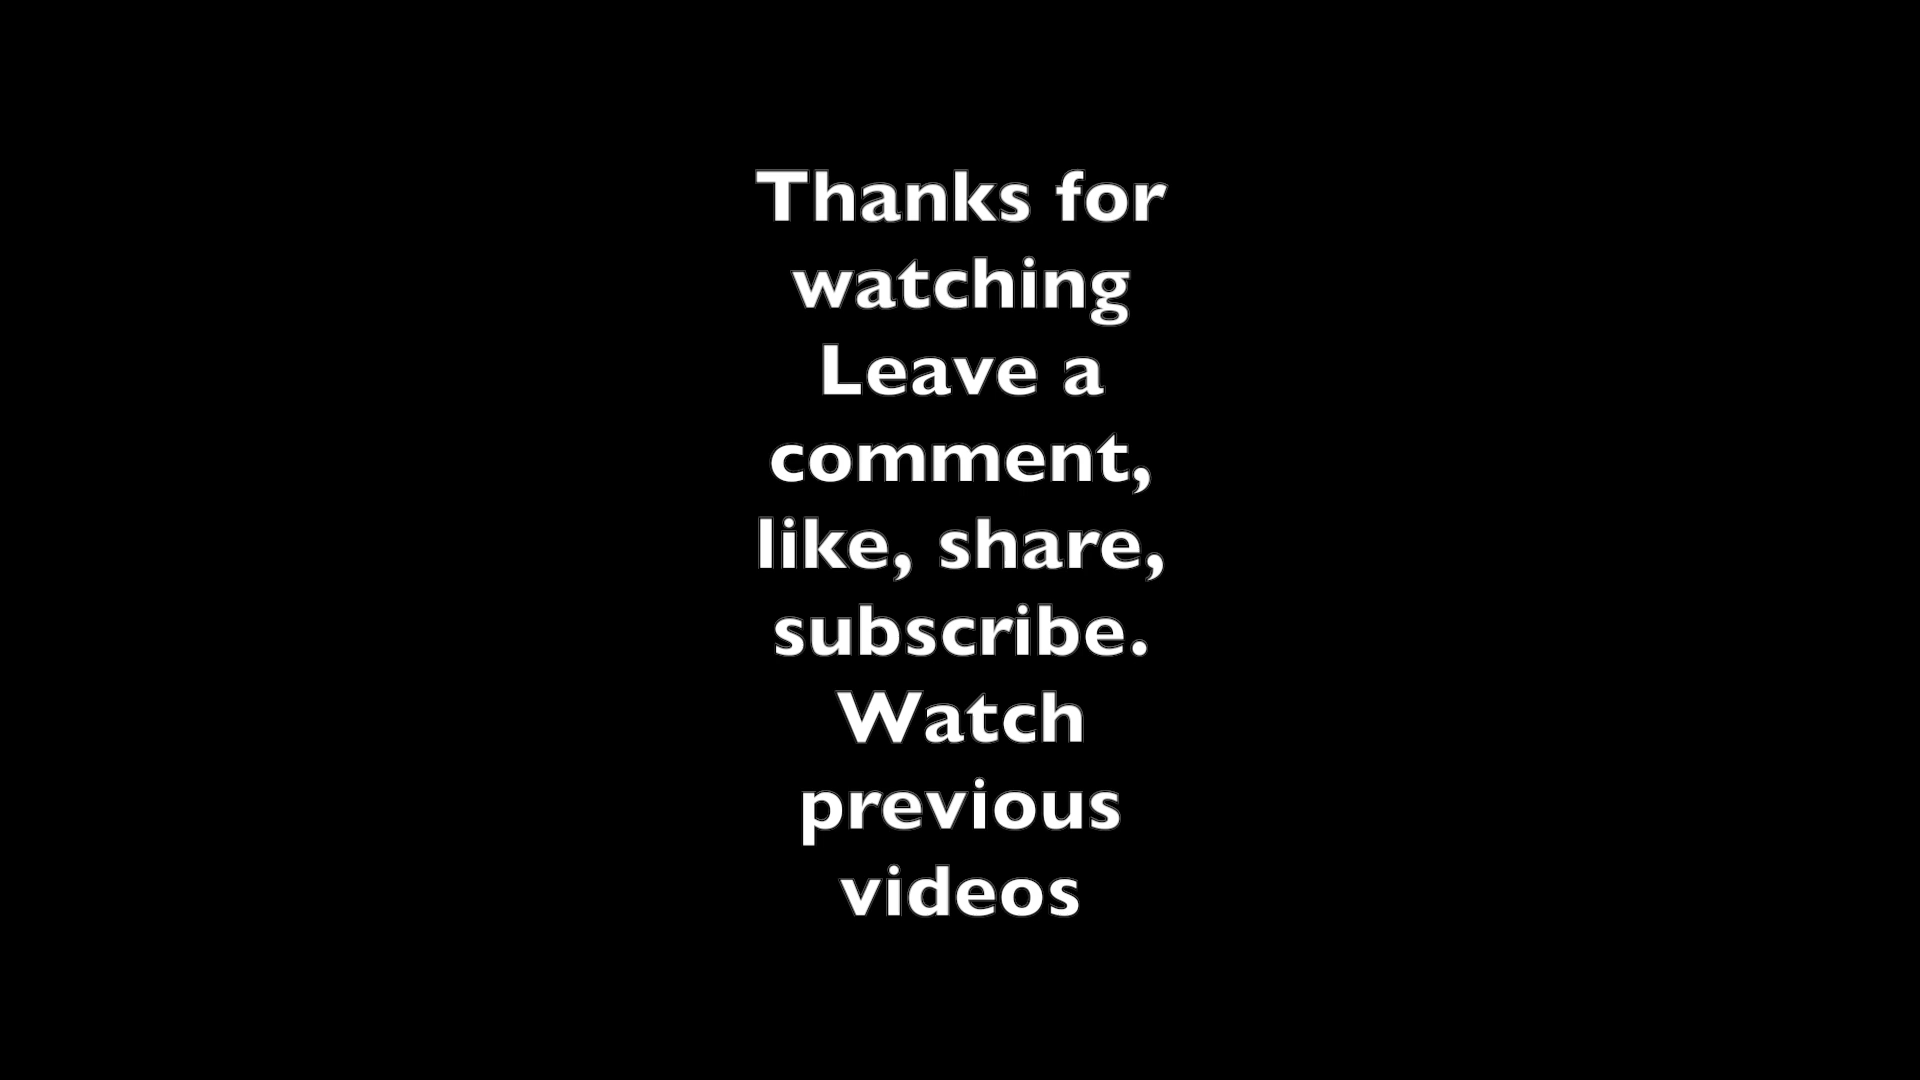 Thanks for
watching
Leave a
comment,
like, share,
subscribe.
Watch
previous
videos